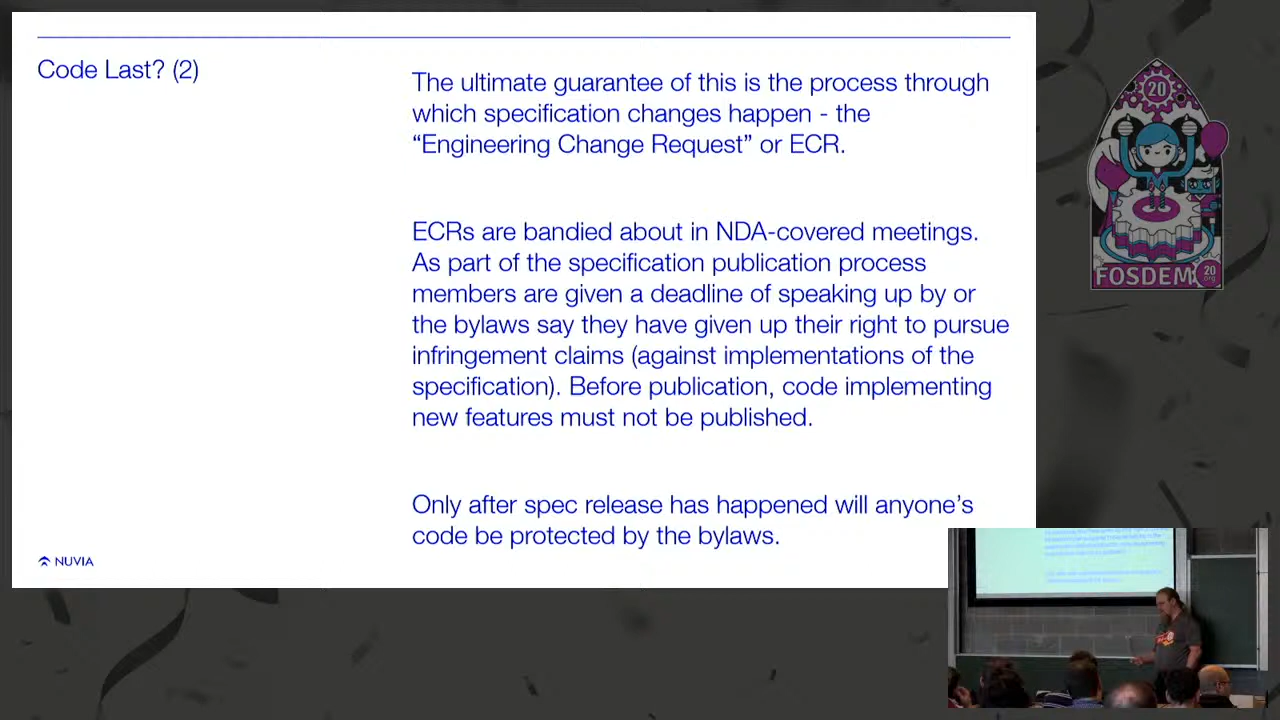 Code Last? (2)
The ultimate guarantee of this is the process through
which specification changes happen - the
“Engineering Change Request” or ECR.
ECRs are bandied about in NDA-covered meetings.
As part of the specification publication process
members are given a deadline of speaking up by or
the bylaws say they have given up their right to pursue
infringement claims (against implementations of the
specification). Before publication, code implementing
new features must not be published.
Only after spec release has happened will anyone’s
code be protected by the bylaws.
NUVIA
20
FOSDEM
20
.org